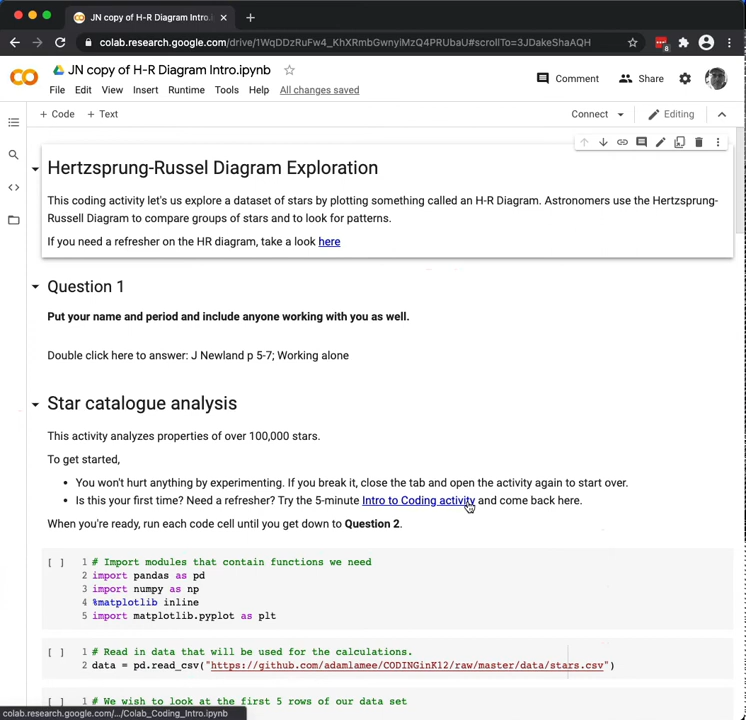 JN copy of H-R Diagram Intro.i
colab.research.google.com/drive/1WqDDzRuFw4_KhXRmbGwnyiMzQ4PRUbaU#scrollTo=3JDakeShaAQH
8
JN copy of H-R Diagram Intro.ipynb
Comment
Share
File Edit View Insert Runtime Tools Help All changes saved
+ Code + Text
Connect
Editing
Hertzsprung-Russel Diagram Exploration
This coding activity let's us explore a dataset of stars by plotting something called an H-R Diagram. Astronomers use the Hertzsprung-
Russell Diagram to compare groups of stars and to look for patterns.
If you need a refresher on the HR diagram, take a look here
Question 1
Put your name and period and include anyone working with you as well.
Double click here to answer: J Newland p 5-7; Working alone
Star catalogue analysis
This activity analyzes properties of over 100,000 stars.
To get started,
• You won't hurt anything by experimenting. If you break it, close the tab and open the activity again to start over.
• Is this your first time? Need a refresher? Try the 5-minute Intro to Coding activity and come back here.
When you're ready, run each code cell until you get down to Question 2.
[ ] 1 # Import modules that contain functions we need
2 import pandas as pd
3 import numpy as np
4 %matplotlib inline
5 import matplotlib.pyplot as plt
[ ] 1 # Read in data that will be used for the calculations.
2 data = pd.read_csv("https://github.com/adamlamee/CODINGinK12/raw/master/data/stars.csv")
[ ] 1 # We wish to look at the first 5 rows of our data set
colab.research.google.com/.../Colab_Coding_Intro.ipynb